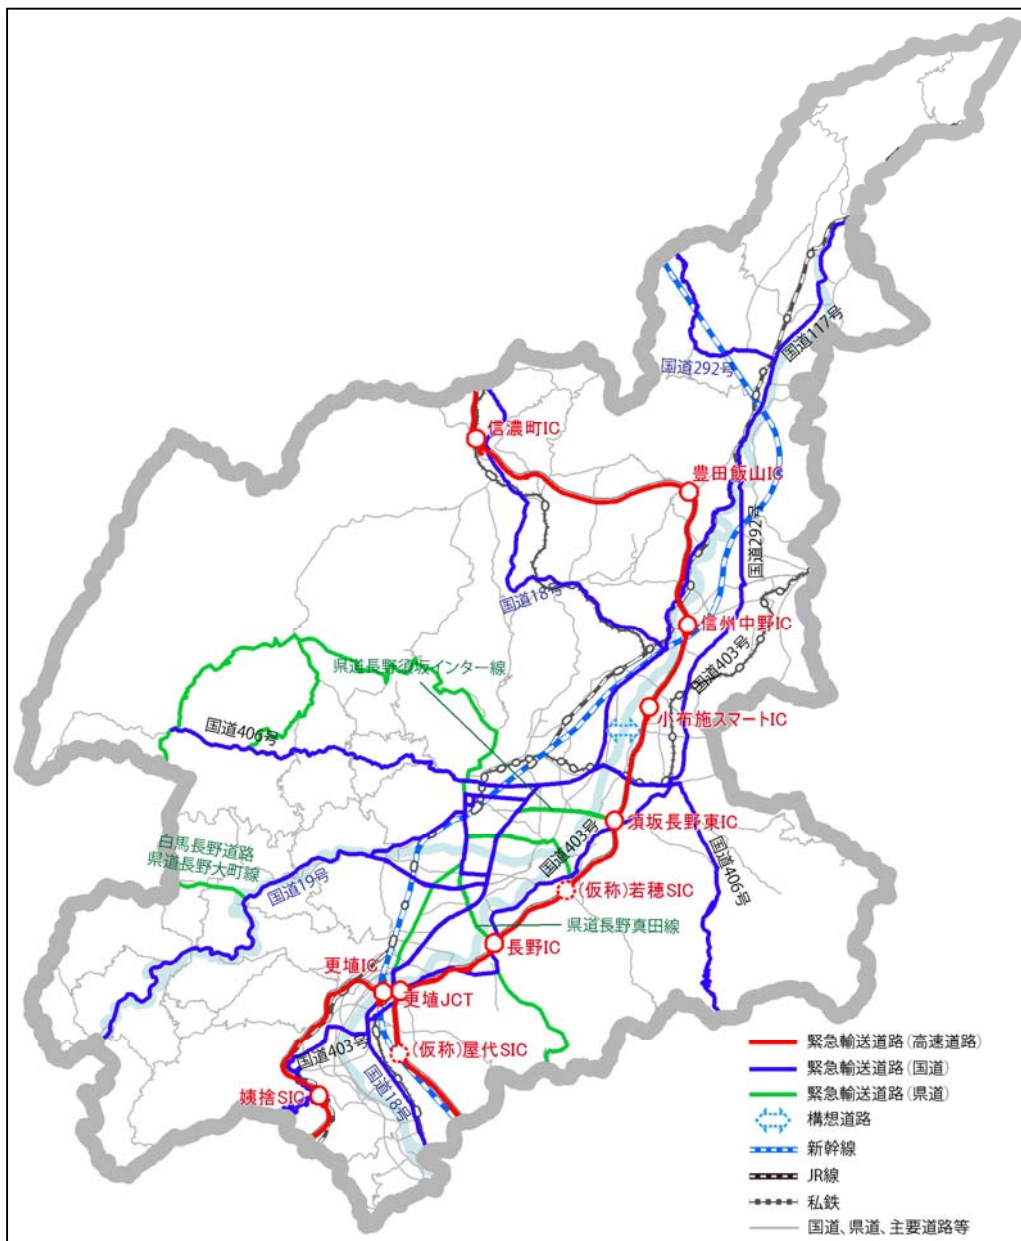 国道117号
国道292号
信濃町IC
豊田飯山IC
国道292号
国道18号
信州中野IC
国道403号
県道長野須坂インター線
小布施スマートIC
国道406号
須坂長野東IC
国道403号
白馬長野道路
県道長野大町線
国道19号
国道406号
(仮称)若穂SIC
県道長野真田線
長野IC
更埴IC
更埴JCT
国道403号
(仮称)屋代SIC
国道18号
姨捨SIC
緊急輸送道路(高速道路)
緊急輸送道路(国道)
緊急輸送道路(県道)
構想道路
新幹線
JR線
私鉄
国道、県道、主要道路等